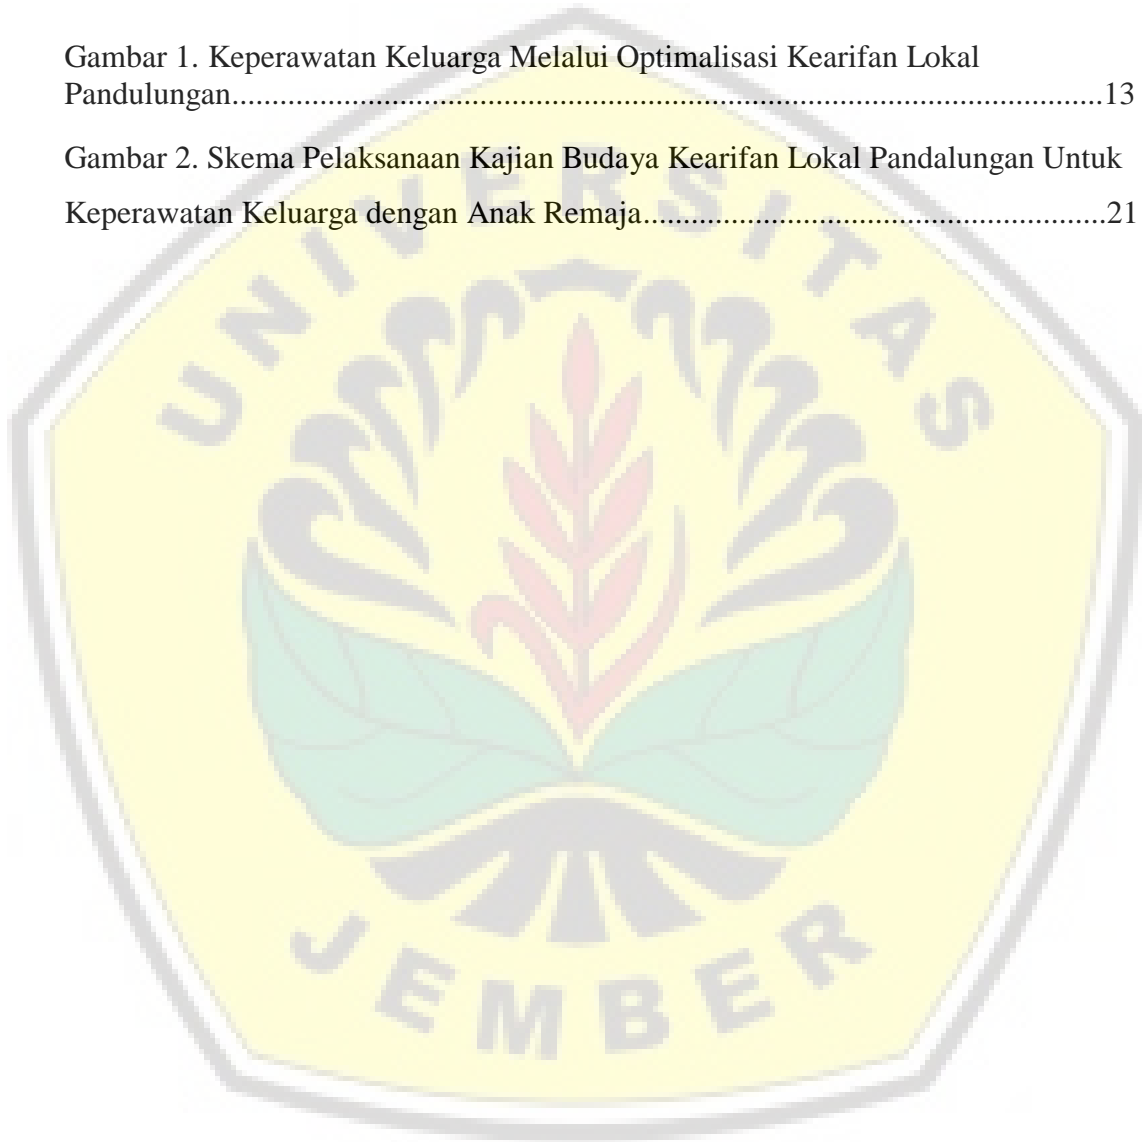 Gambar 1. Keperawatan Keluarga Melalui Optimalisasi Kearifan Lokal
Pandulungan............................................................................................................13
Gambar 2. Skema Pelaksanaan Kajian Budaya Kearifan Lokal Pandalungan Untuk
Keperawatan Keluarga dengan Anak Remaja.........................................................21
UNIVERSITAS
JEMBER